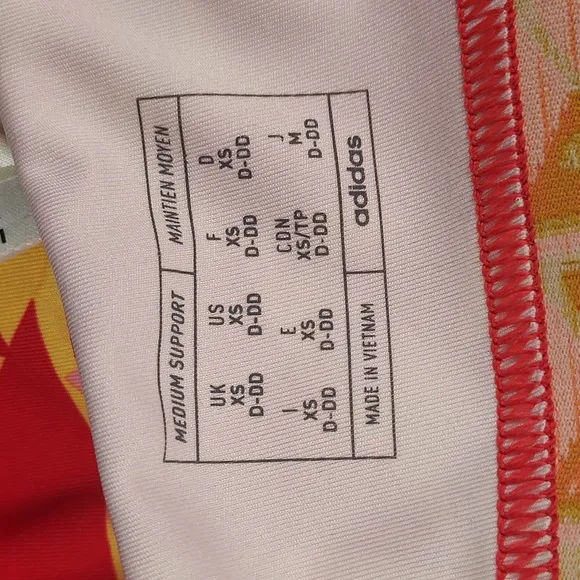 MEDIUM SUPPORT MAINTIEN MOYEN
UK US F D
XS XS XS XS
D-DD D-DD D-DD D-DD
I E CDN J
XS XS XS/TP M
D-DD D-DD D-DD D-DD
MADE IN VIETNAM adidas